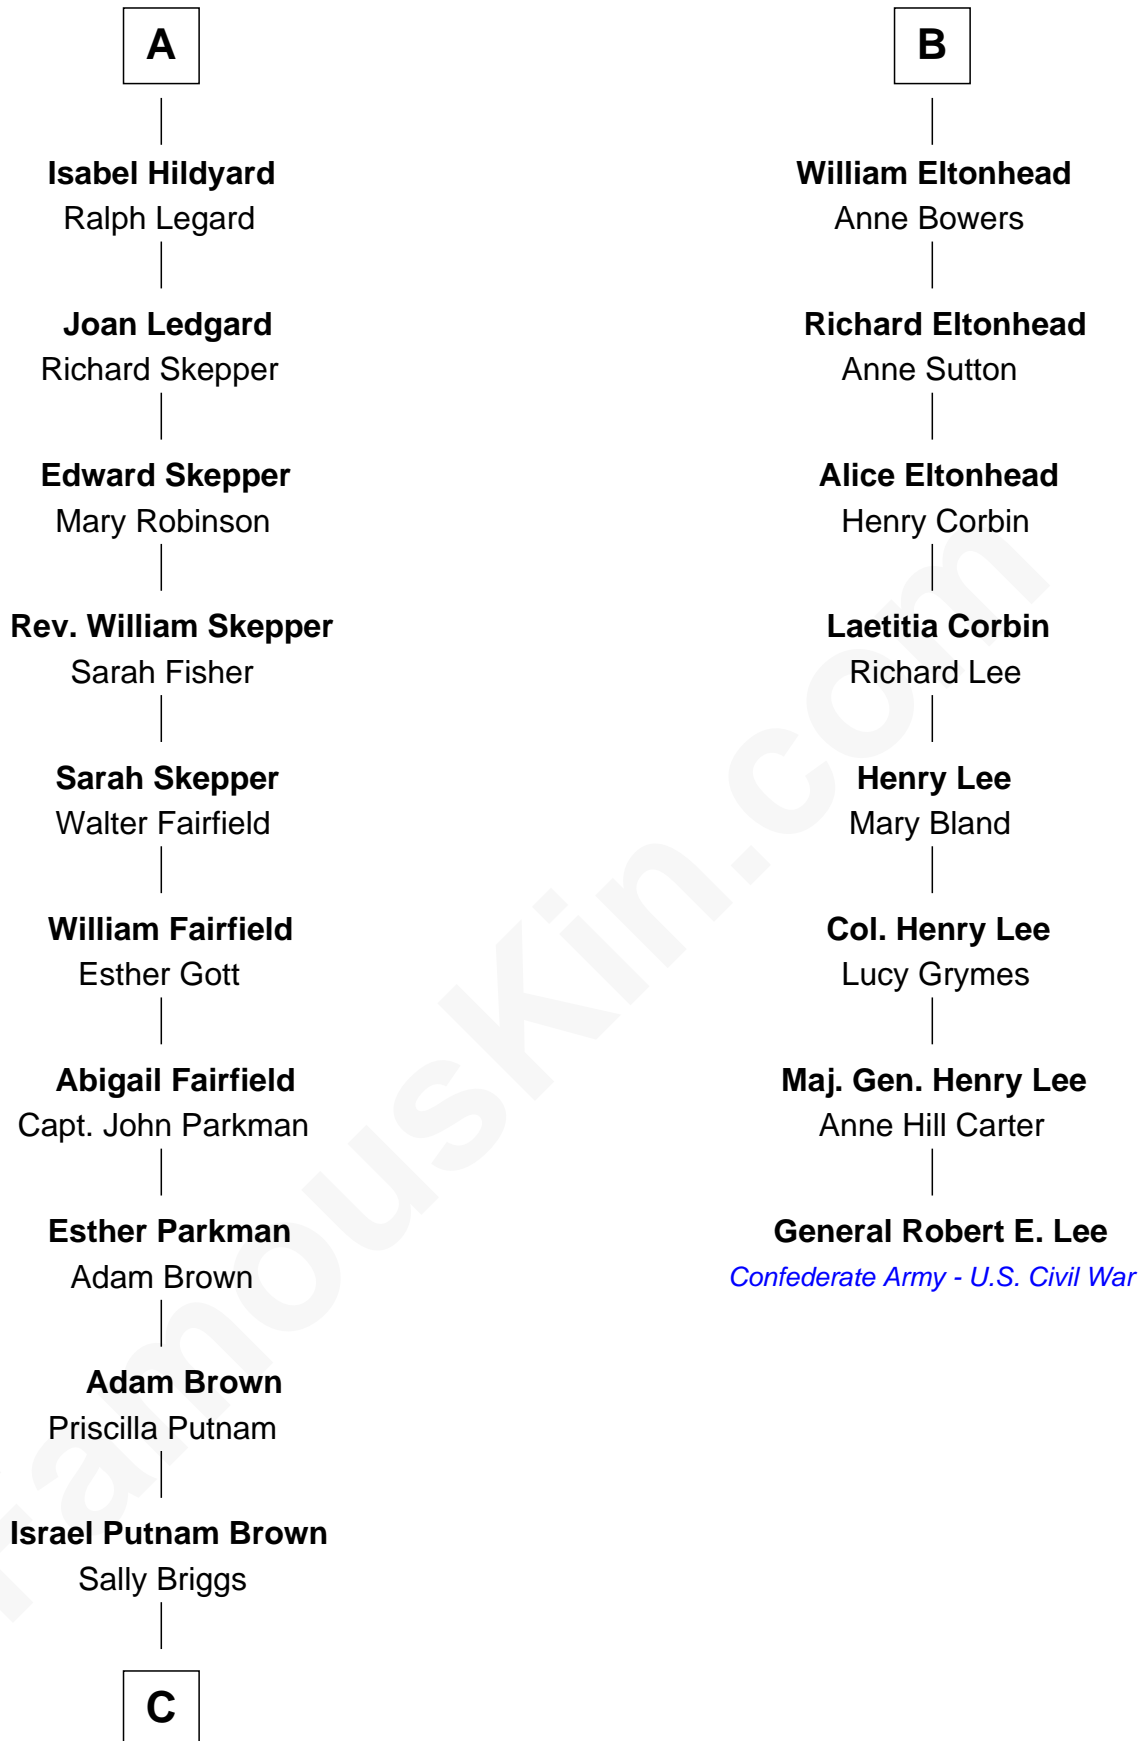 A
Isabel Hildyard
Ralph Legard
Joan Ledgard
Richard Skepper
Edward Skepper
Mary Robinson
Rev. William Skepper
Sarah Fisher
Sarah Skepper
Walter Fairfield
William Fairfield
Esther Gott
Abigail Fairfield
Capt. John Parkman
Esther Parkman
Adam Brown
Adam Brown
Priscilla Putnam
Israel Putnam Brown
Sally Briggs
C
B
William Eltonhead
Anne Bowers
Richard Eltonhead
Anne Sutton
Alice Eltonhead
Henry Corbin
Laetitia Corbin
Richard Lee
Henry Lee
Mary Bland
Col. Henry Lee
Lucy Grymes
Maj. Gen. Henry Lee
Anne Hill Carter
General Robert E. Lee
Confederate Army - U.S. Civil War
FamousKin.com